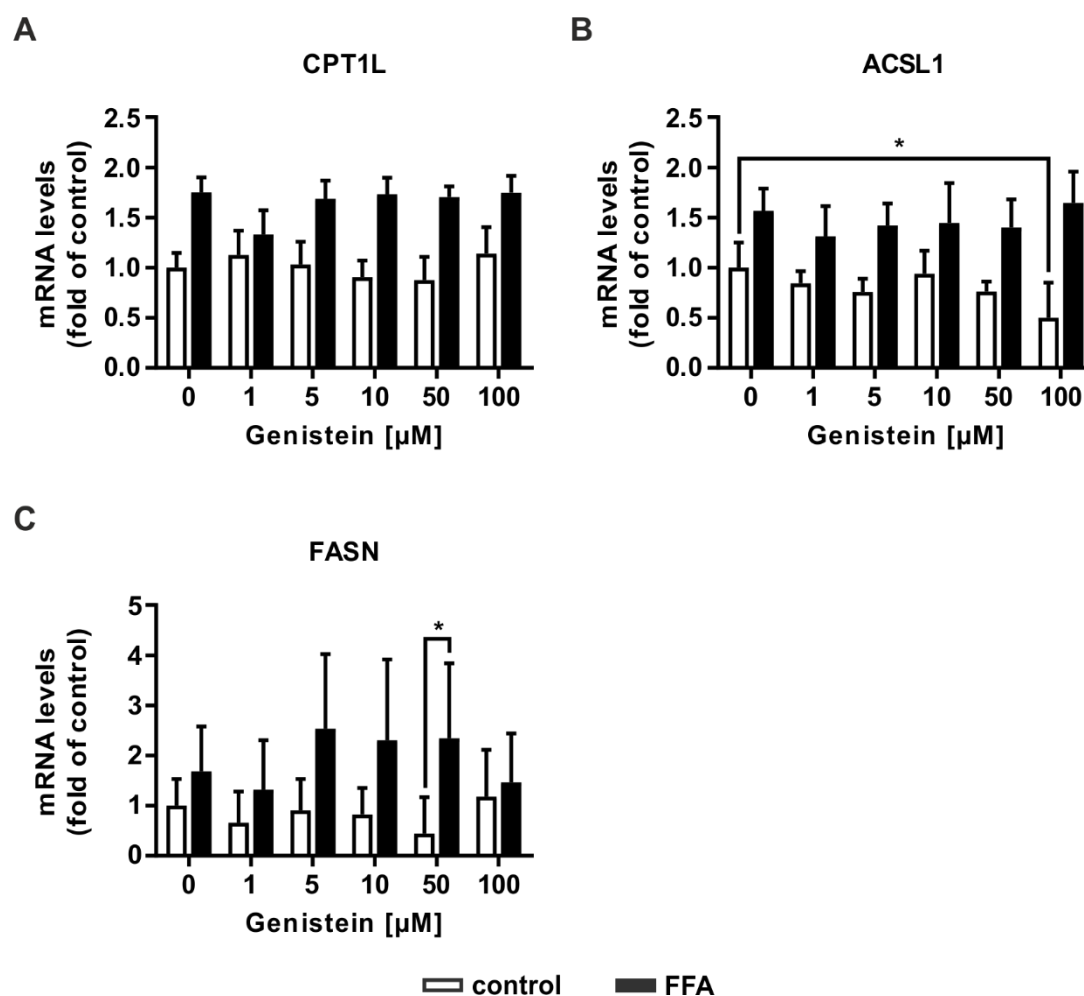 A
CPT1L
mRNA levels
(fold of control)
2.5
2.0
1.5
1.0
0.5
0.0
0 1 5 10 50 100
Genistein [µM]
B
ACSL1
mRNA levels
(fold of control)
2.5
2.0
1.5
1.0
0.5
0.0
*
0 1 5 10 50 100
Genistein [µM]
C
FASN
mRNA levels
(fold of control)
5
4
3
2
1
0
*
0 1 5 10 50 100
Genistein [µM]
control FFA